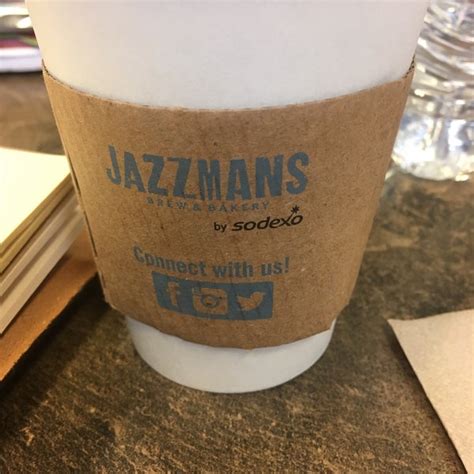 JAZZMANS
BREW & BAKERY
by sodexo
Connect with us!